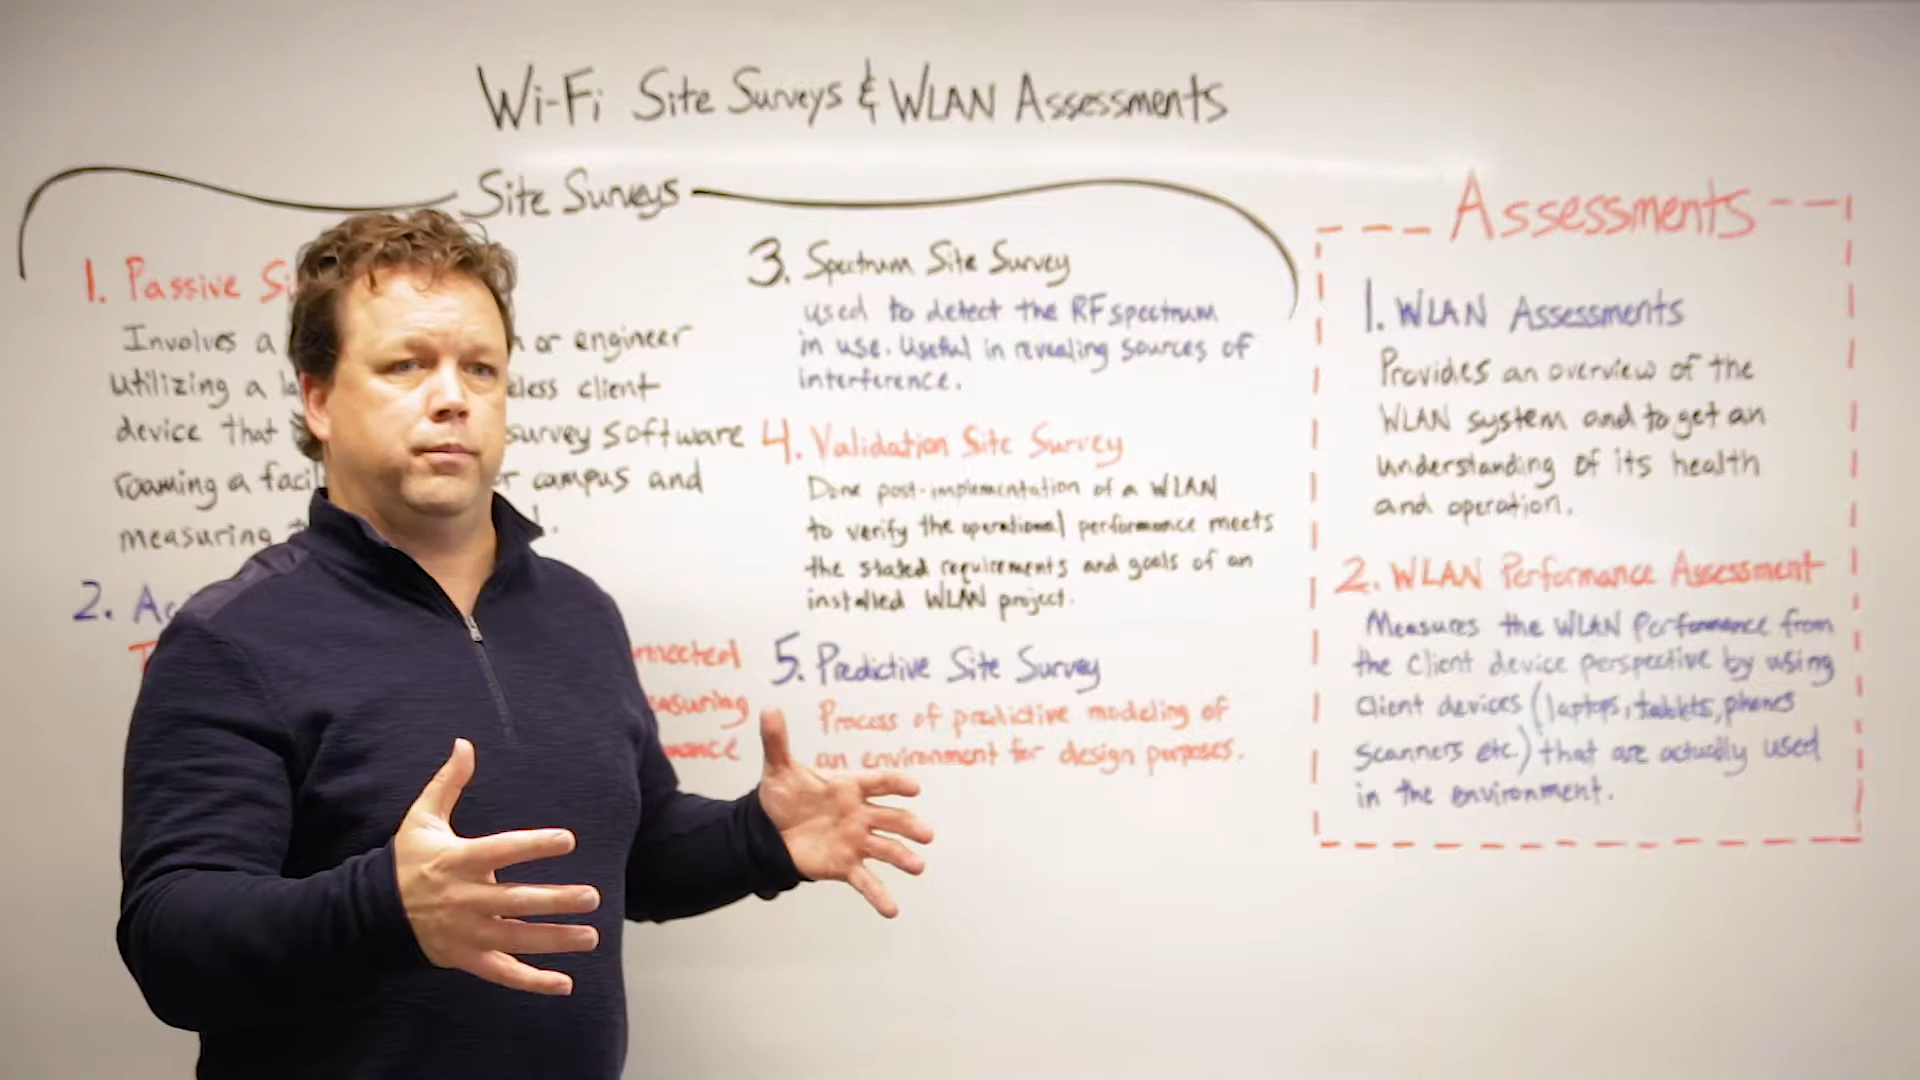 Wi-Fi Site Surveys & WLAN Assessments
Site Surveys
1. Passive
Involves a or engineer
utilizing a client
device that survey software
roaming a campus and
measuring
2.
measuring
3. Spectrum Site Survey
used to detect the RF spectrum
in use. Useful in revealing sources of
interference.
4. Validation Site Survey
Done post-implementation of a WLAN
to verify the operational performance meets
the stated requirements and goals of an
installed WLAN project.
5. Predictive Site Survey
Process of predictive modeling of
an environment for design purposes.
Assessments
1. WLAN Assessments
Provides an overview of the
WLAN system and to get an
understanding of its health
and operation.
2. WLAN Performance Assessment
Measures the WLAN Performance from
the Client device perspective by using
Client devices (laptops, tablets, phones
scanners etc.) that are actually used
in the environment.